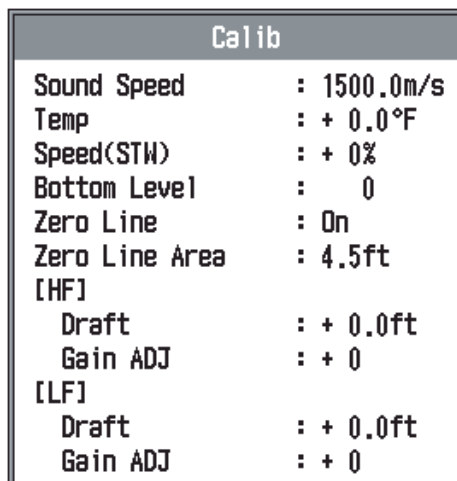 Calib
Sound Speed : 1500.0m/s
Temp : + 0.0°F
Speed(STW) : + 0%
Bottom Level : 0
Zero Line : On
Zero Line Area : 4.5ft
[HF]
Draft : + 0.0ft
Gain ADJ : + 0
[LF]
Draft : + 0.0ft
Gain ADJ : + 0